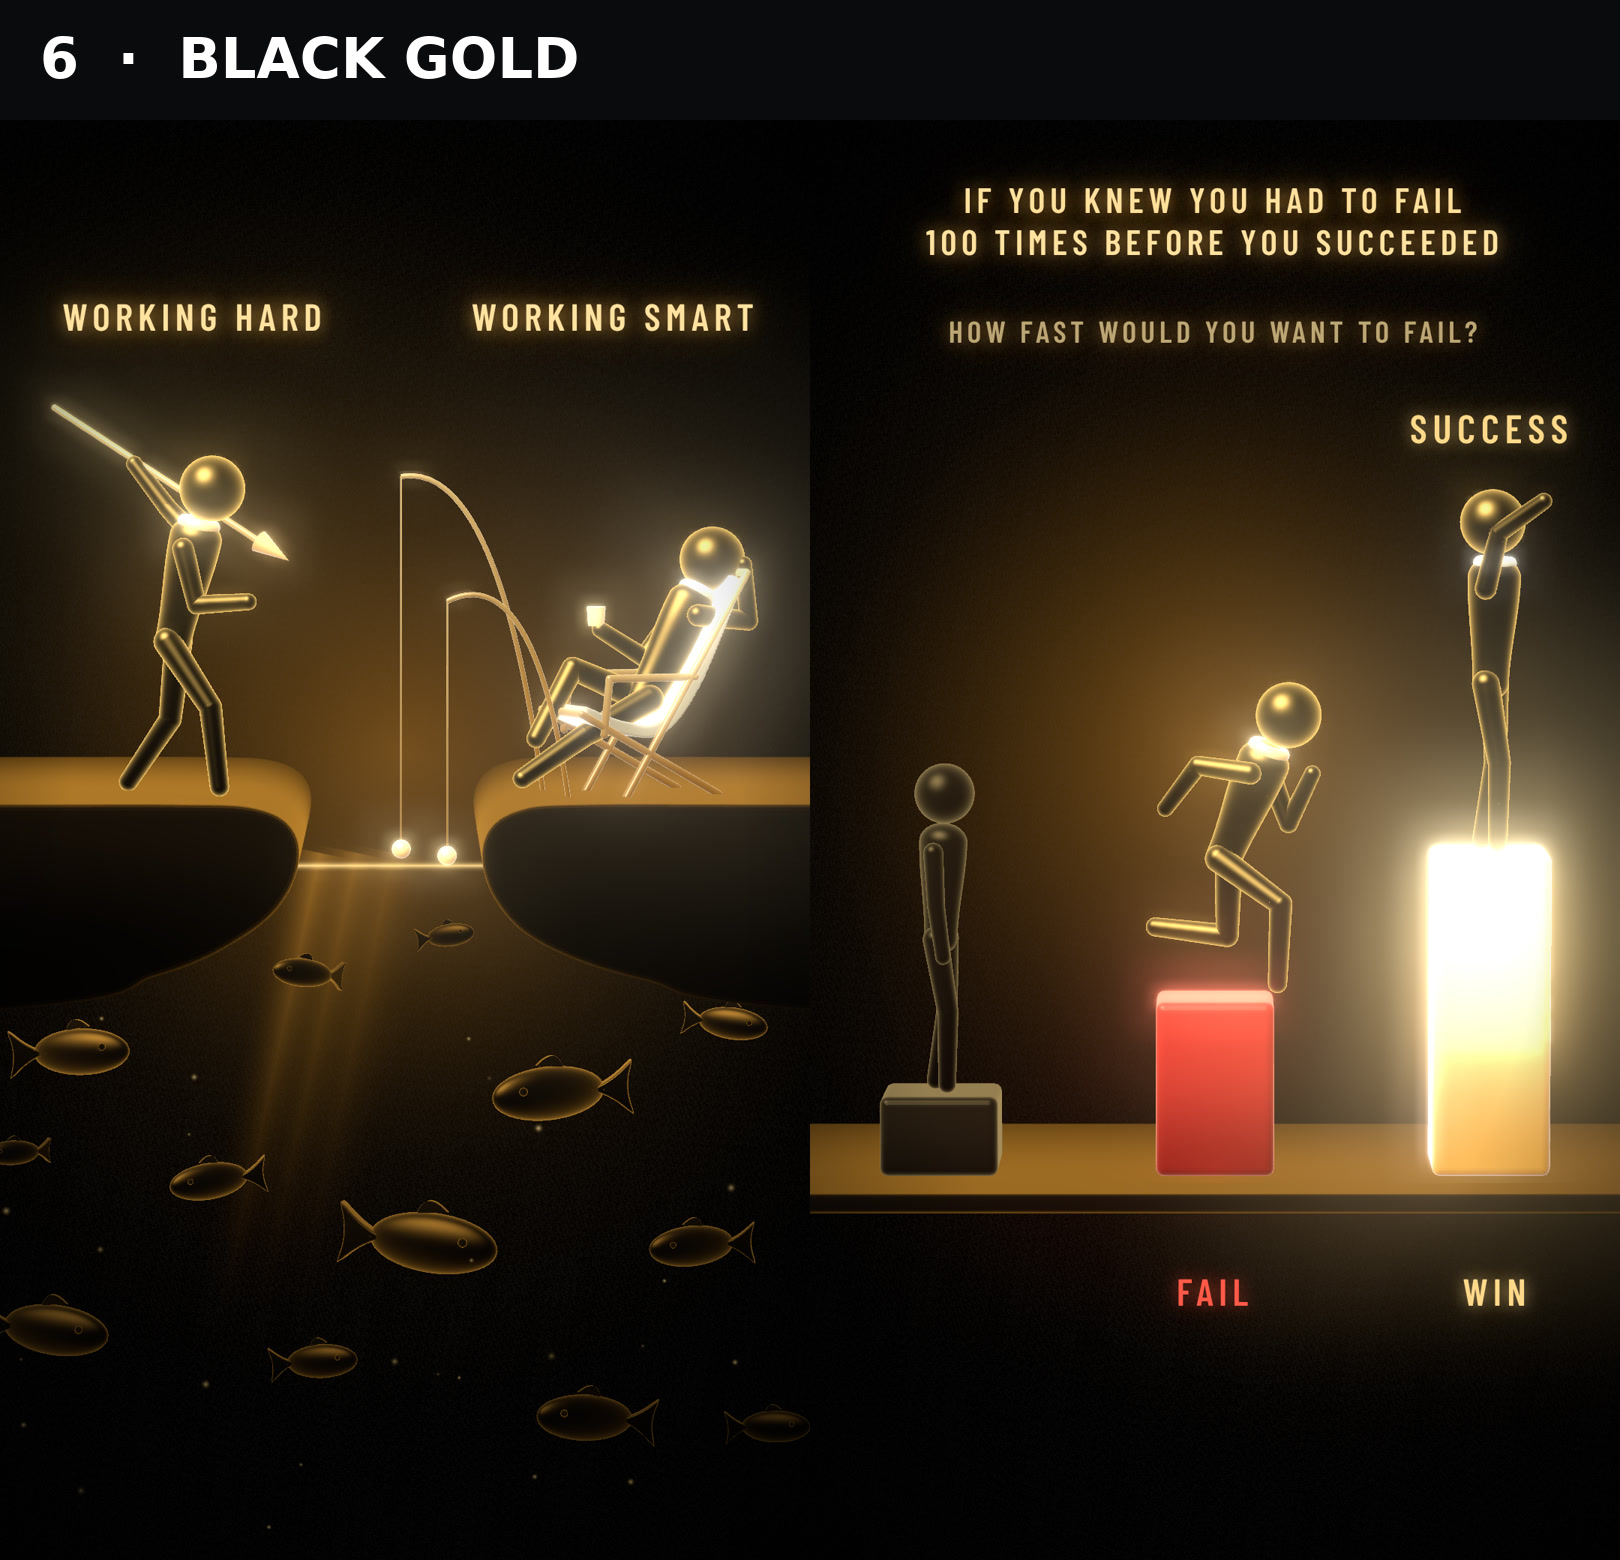 6 · BLACK GOLD
WORKING HARD
WORKING SMART
IF YOU KNEW YOU HAD TO FAIL
100 TIMES BEFORE YOU SUCCEEDED
HOW FAST WOULD YOU WANT TO FAIL?
SUCCESS
FAIL
WIN